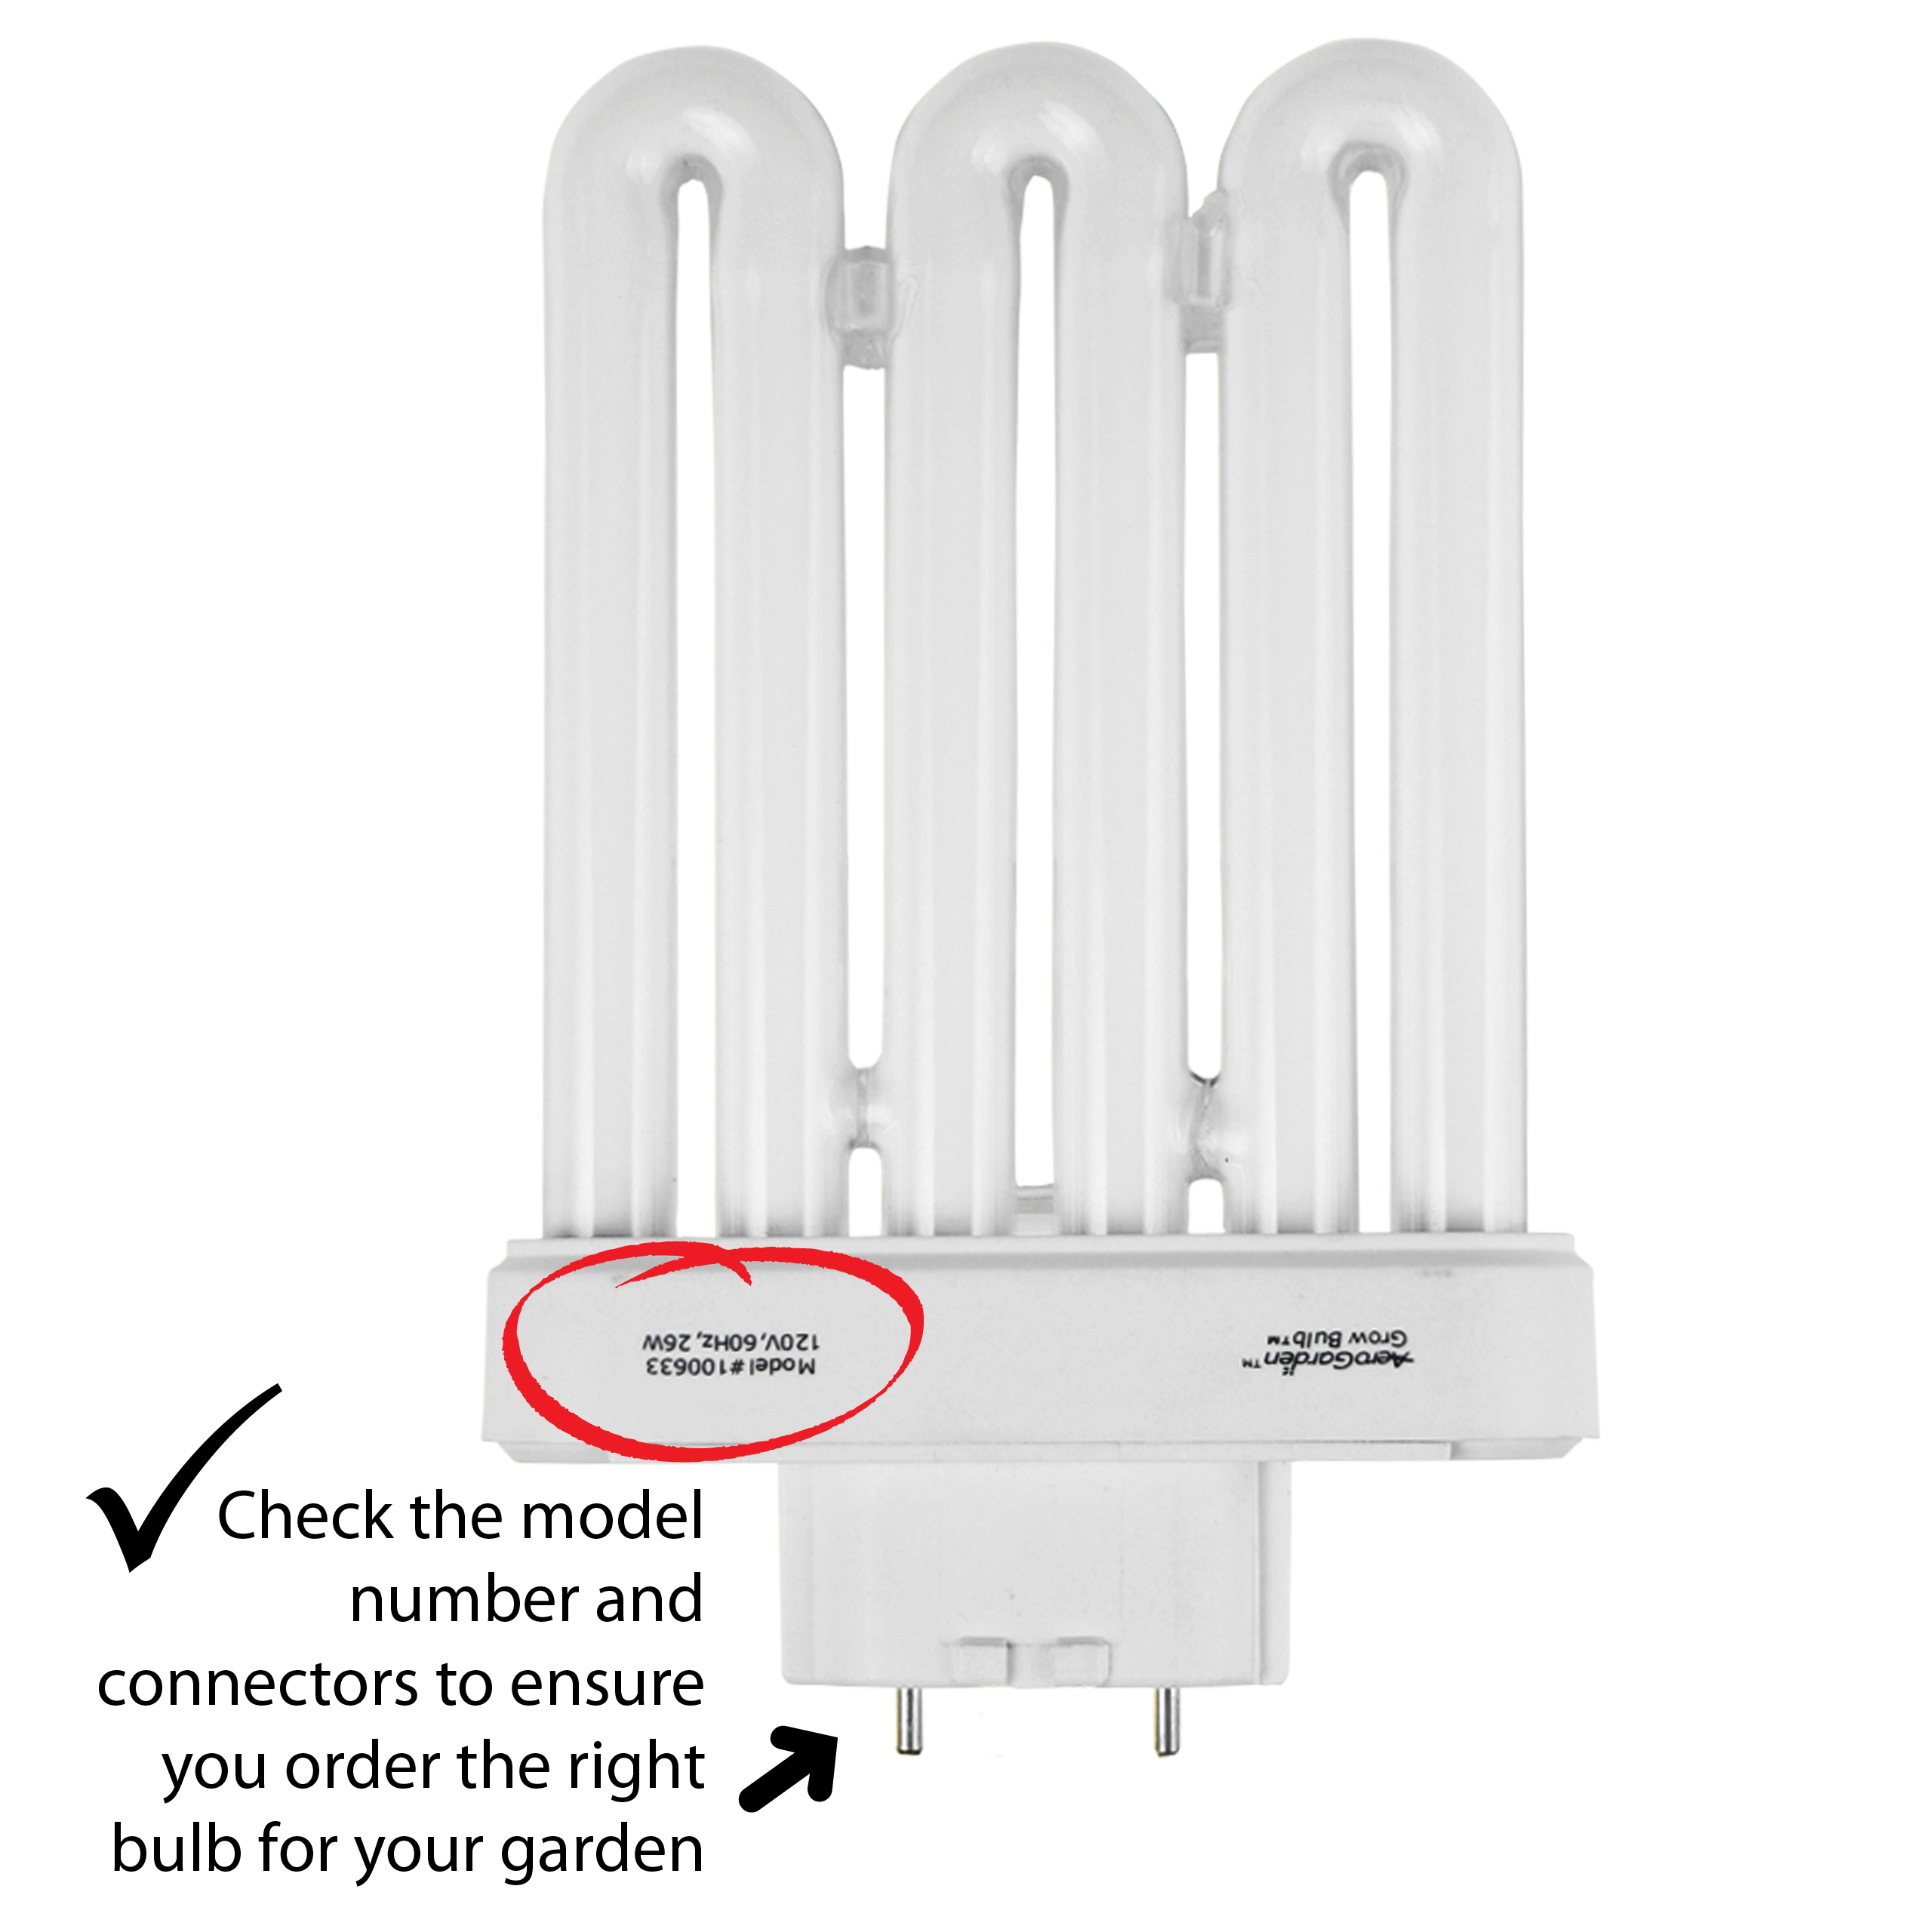 Model#100633
120V, 60Hz, 26W
AeroGarden™
Grow Bulb™
Check the model
number and
connectors to ensure
you order the right
bulb for your garden